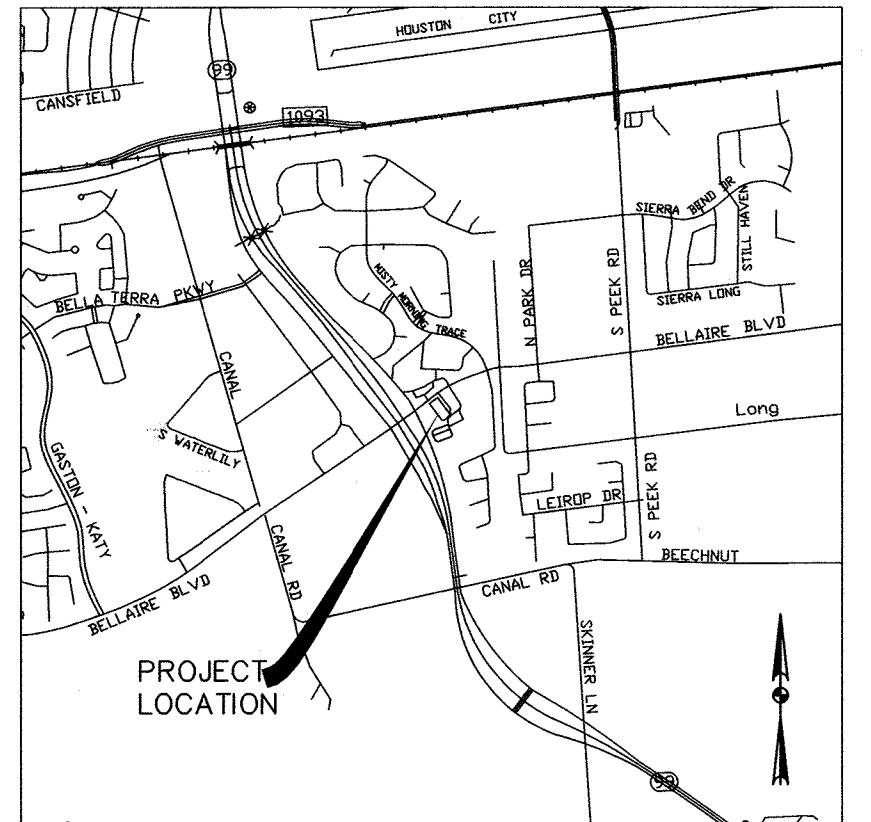 HOUSTON CITY
99
CANSFIELD
1093
SIERRA BEND DR
STILL HAVEN
MISTY MORNING TRACE
N PARK DR
S PEEK RD
SIERRA LONG
BELLA TERRA PKWY
BELLAIRE BLVD
CANAL
Long
S WATERLILY
GASTON - KATY
S PEEK RD
LEIROP DR
CANAL RD
BEECHNUT
CANAL RD
BELLAIRE BLVD
SKINNER LN
PROJECT
LOCATION
99